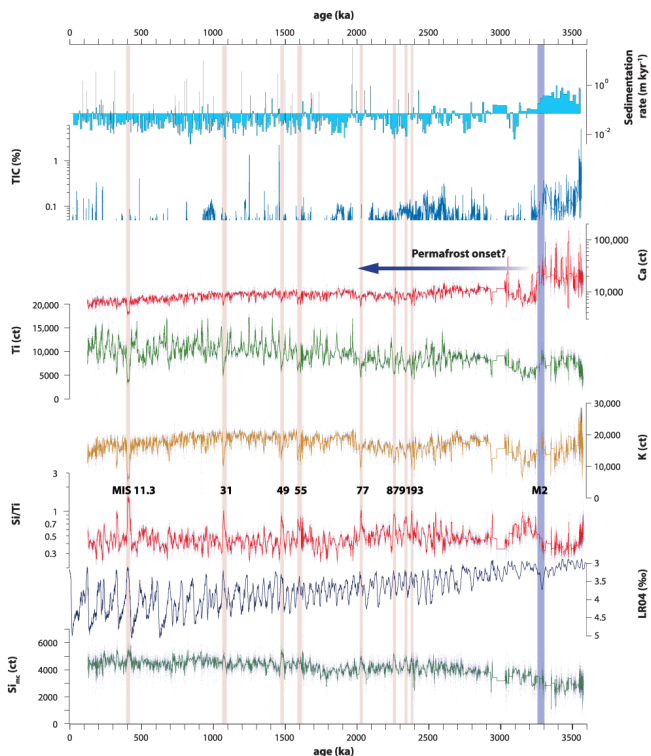 age (ka)
0 500 1000 1500 2000 2500 3000 3500
10⁰
10⁻²
Sedimentation
rate (m kyr⁻¹)
TIC (%)
1
0.1
Permafrost onset?
100,000
10,000
Ca (ct)
20,000
15,000
10,000
5000
0
Ti (ct)
30,000
20,000
10,000
0
K (ct)
MIS 11.3 31 49 55 77 879193 M2
3
1
0.7
0.5
0.3
Si/Ti
3
3.5
4
4.5
5
LR04 (‰)
6000
4000
2000
0
Siₘc (ct)
0 500 1000 1500 2000 2500 3000 3500
age (ka)